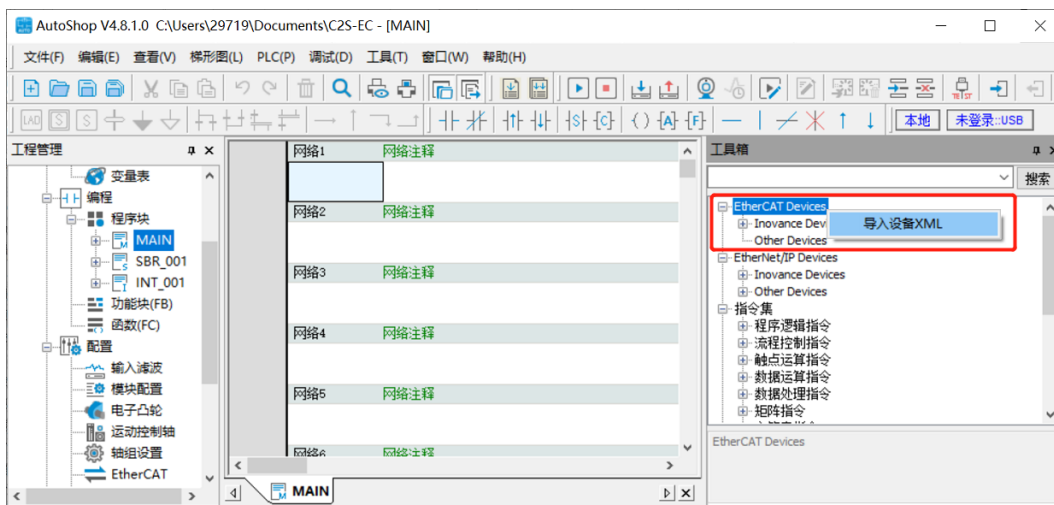 AutoShop V4.8.1.0 C:\Users\29719\Documents\C2S-EC - [MAIN]
文件(F) 编辑(E) 查看(V) 梯形图(L) PLC(P) 调试(D) 工具(T) 窗口(W) 帮助(H)
LAD S S S C A F TEST 本地 未登录::USB
工程管理
变量表
编程
程序块
MAIN
SBR_001
INT_001
功能块(FB)
函数(FC)
配置
输入滤波
模块配置
电子凸轮
运动控制轴
轴组设置
EtherCAT
网络1 网络注释
网络2 网络注释
网络3 网络注释
网络4 网络注释
网络5 网络注释
网络6 网络注释
MAIN
工具箱
搜索
EtherCAT Devices
导入设备XML
Inovance Devi
Other Devices
EtherNet/IP Devices
Inovance Devices
Other Devices
指令集
程序逻辑指令
流程控制指令
触点运算指令
数据运算指令
数据处理指令
矩阵指令
EtherCAT Devices